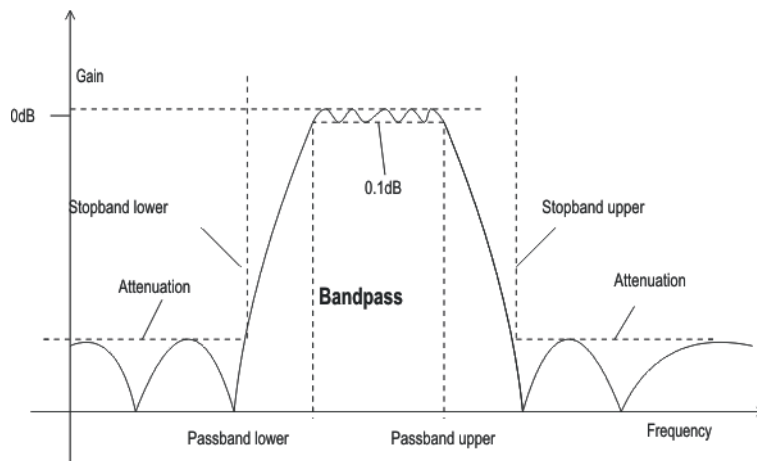 Gain
0dB
0.1dB
Stopband lower
Stopband upper
Attenuation
Attenuation
Bandpass
Passband lower
Passband upper
Frequency